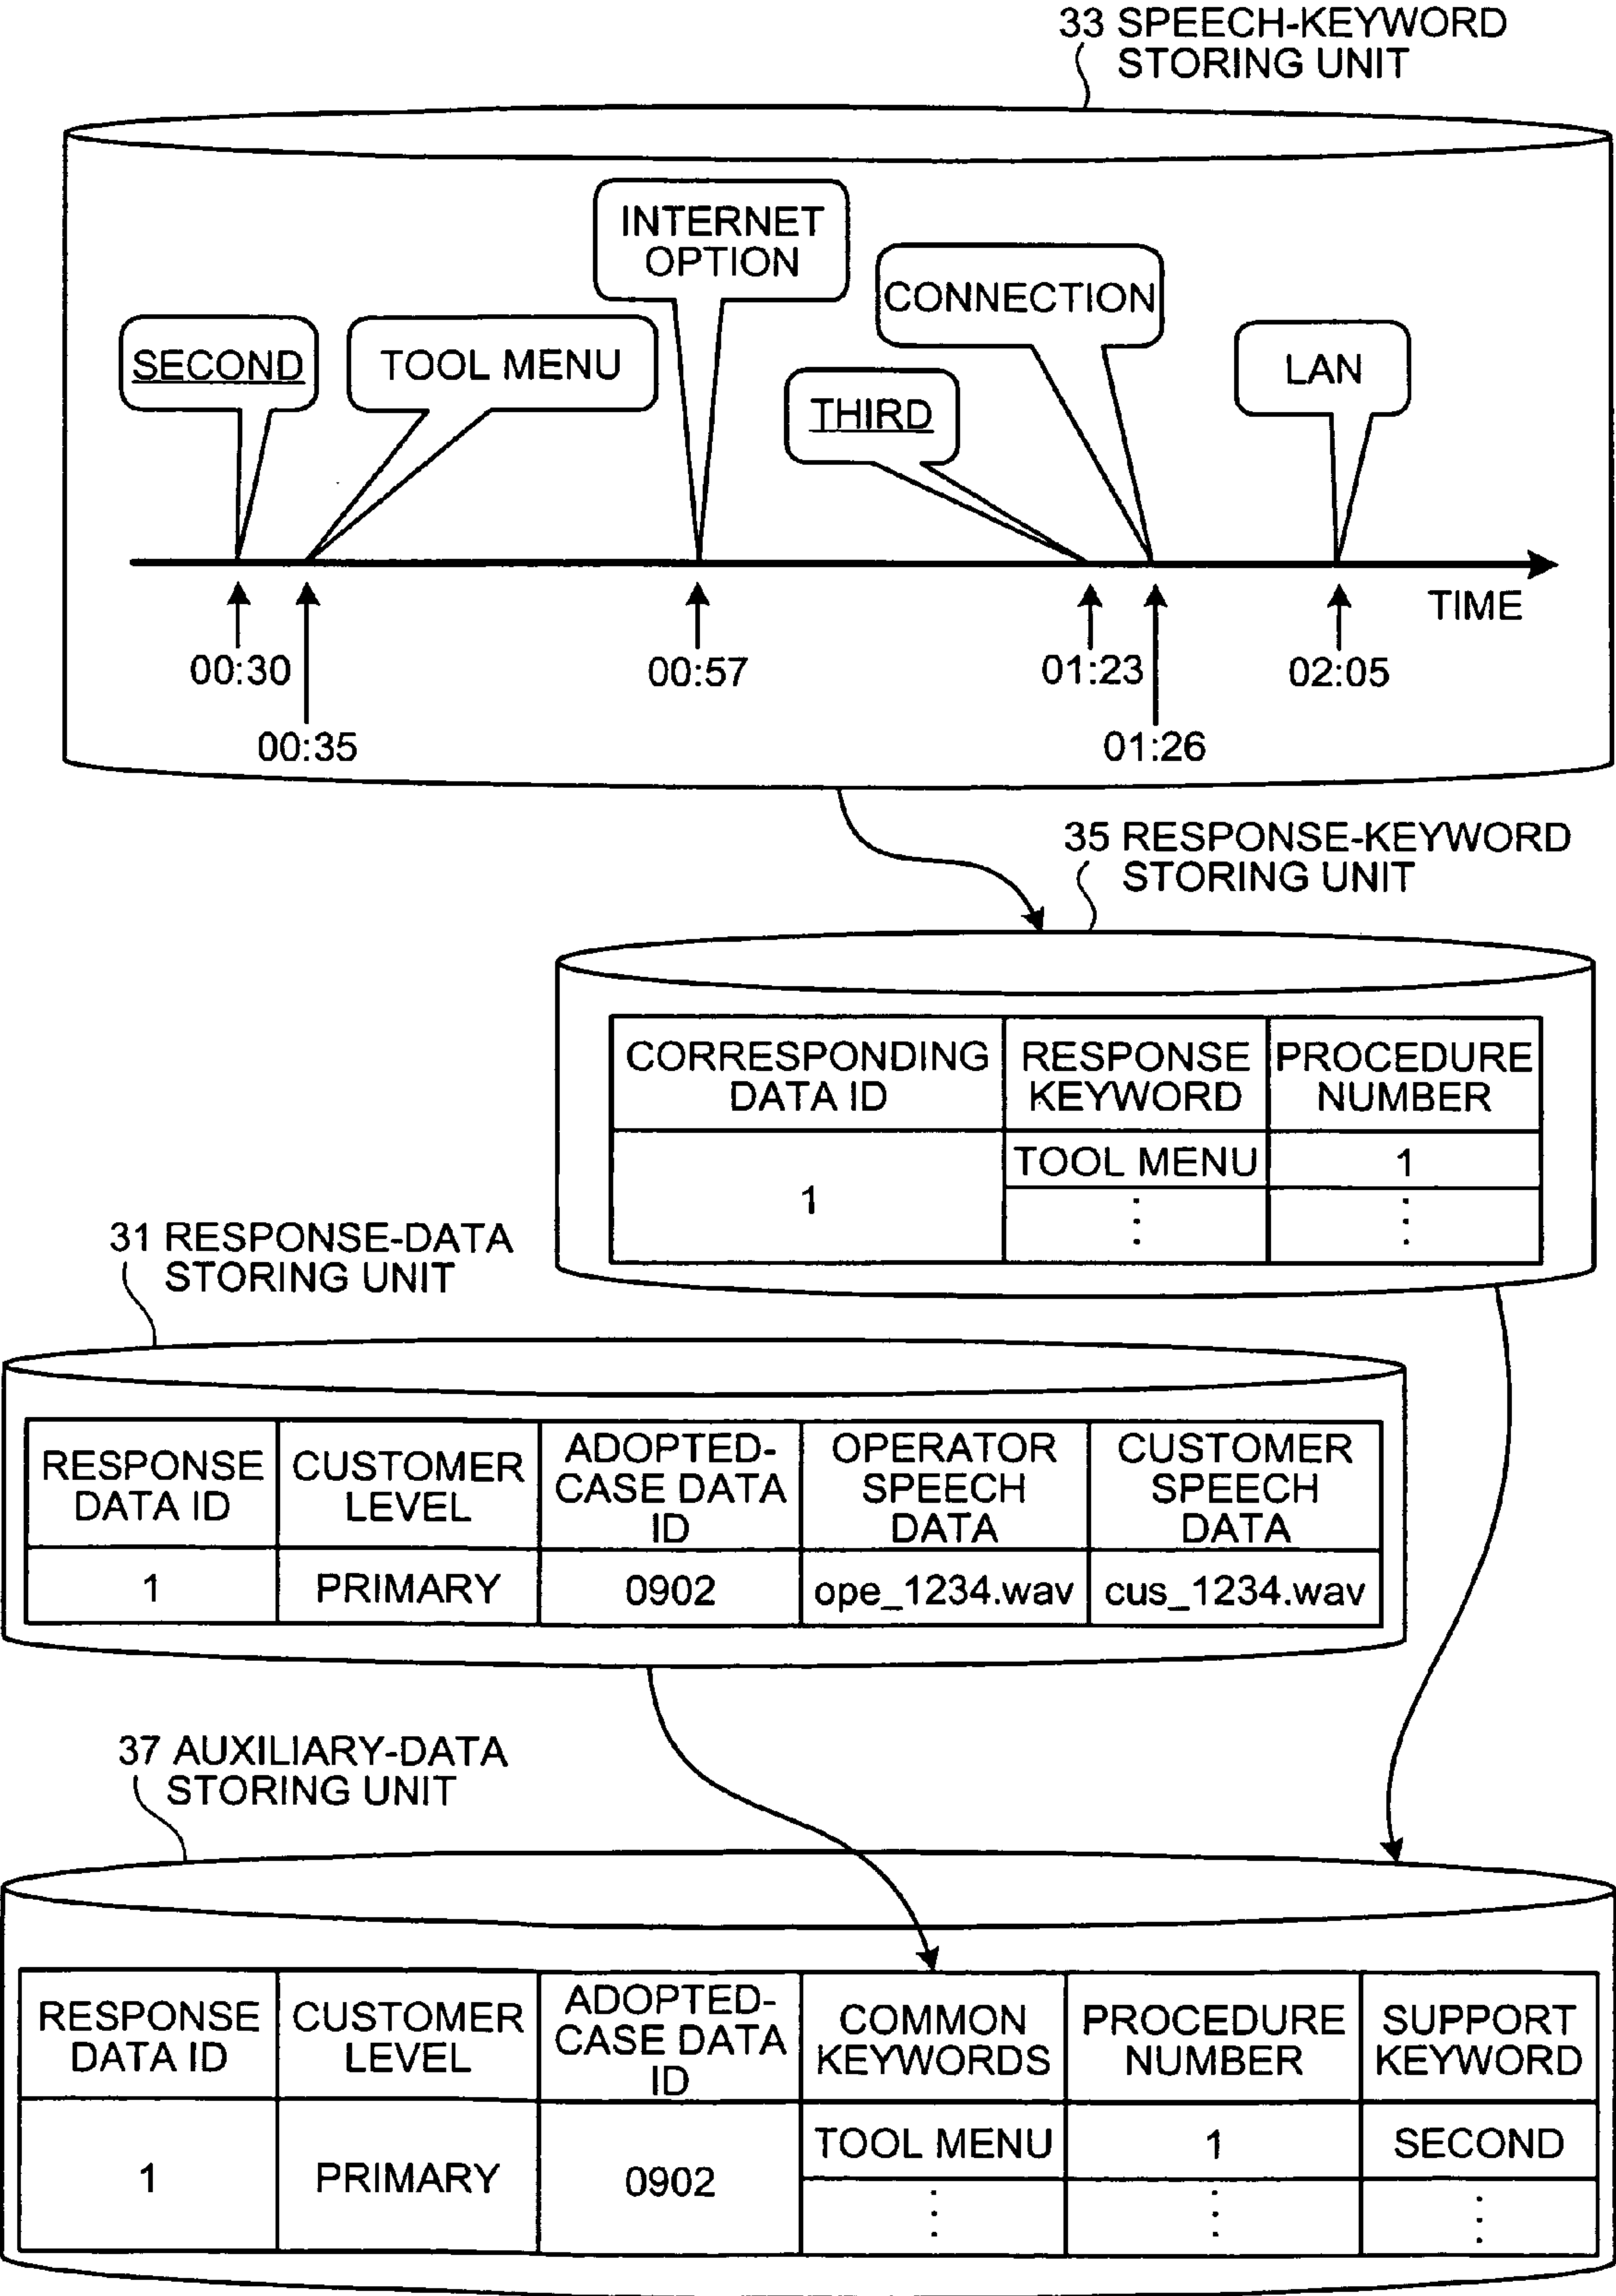 33 SPEECH-KEYWORD
STORING UNIT
INTERNET
OPTION
CONNECTION
SECOND
TOOL MENU
LAN
THIRD
TIME
00:30
00:57
01:23
02:05
00:35
01:26
35 RESPONSE-KEYWORD
STORING UNIT
CORRESPONDING
DATA ID
RESPONSE
KEYWORD
PROCEDURE
NUMBER
1
TOOL MENU
1
⋮
⋮
31 RESPONSE-DATA
STORING UNIT
RESPONSE
DATA ID
CUSTOMER
LEVEL
ADOPTED-
CASE DATA
ID
OPERATOR
SPEECH
DATA
CUSTOMER
SPEECH
DATA
1
PRIMARY
0902
ope_1234.wav
cus_1234.wav
37 AUXILIARY-DATA
STORING UNIT
RESPONSE
DATA ID
CUSTOMER
LEVEL
ADOPTED-
CASE DATA
ID
COMMON
KEYWORDS
PROCEDURE
NUMBER
SUPPORT
KEYWORD
1
PRIMARY
0902
TOOL MENU
1
SECOND
⋮
⋮
⋮